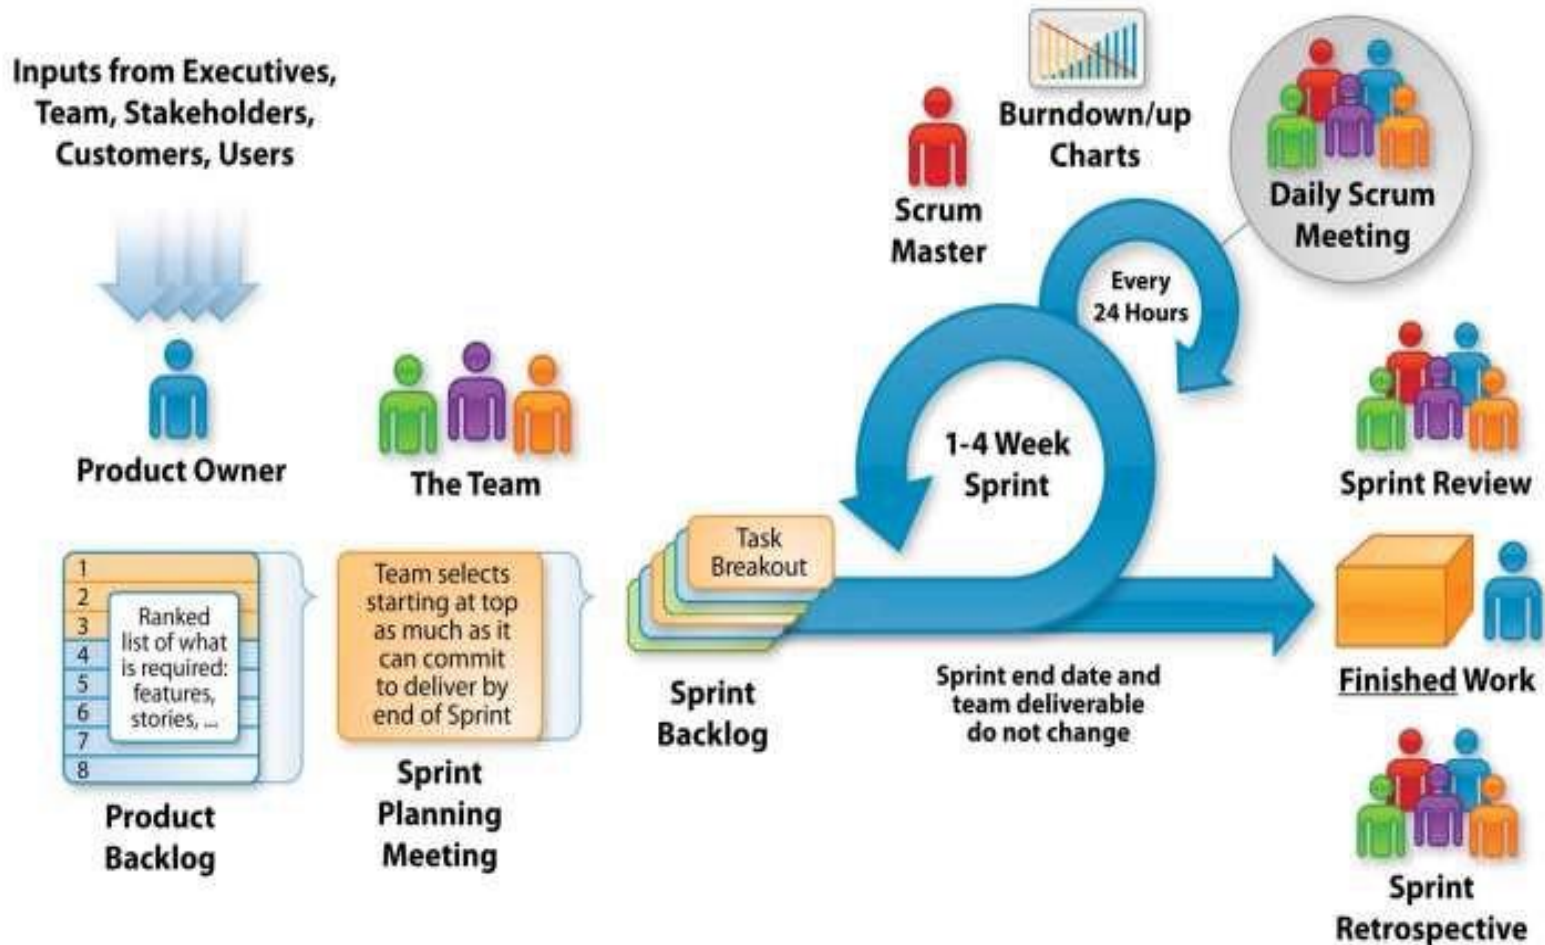 Inputs from Executives,
Team, Stakeholders,
Customers, Users
Product Owner
The Team
1
2
3
4
5
6
7
8
Ranked
list of what
is required:
features,
stories, ...
Product
Backlog
Team selects
starting at top
as much as it
can commit
to deliver by
end of Sprint
Sprint
Planning
Meeting
Task
Breakout
Sprint
Backlog
Scrum
Master
Burndown/up
Charts
Daily Scrum
Meeting
Every
24 Hours
1-4 Week
Sprint
Sprint end date and
team deliverable
do not change
Sprint Review
Finished Work
Sprint
Retrospective